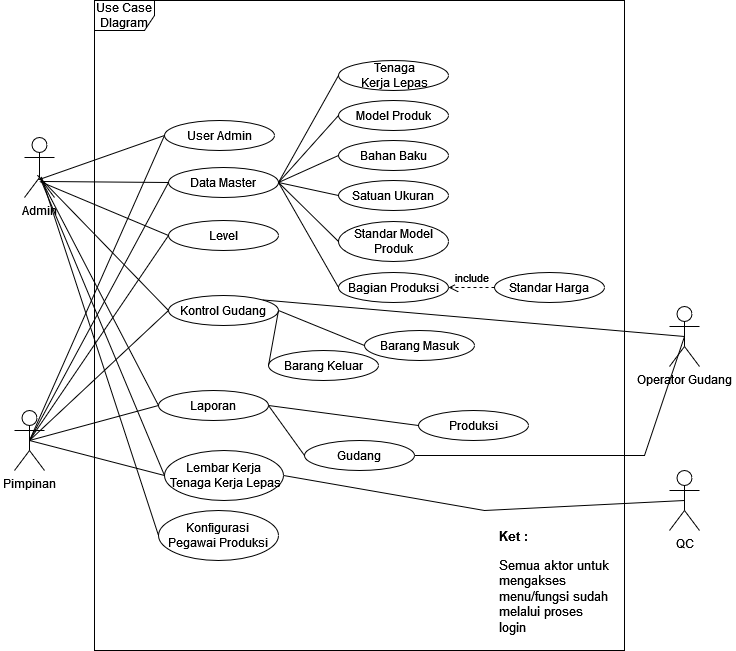 Use Case
Diagram
Tenaga
Kerja Lepas
Model Produk
User Admin
Bahan Baku
Data Master
Satuan Ukuran
Admin
Level
Standar Model
Produk
Bagian Produksi
include
Standar Harga
Kontrol Gudang
Barang Masuk
Barang Keluar
Operator Gudang
Laporan
Produksi
Gudang
Pimpinan
Lembar Kerja
Tenaga Kerja Lepas
Konfigurasi
Pegawai Produksi
QC
Ket :
Semua aktor untuk
mengakses
menu/fungsi sudah
melalui proses
login